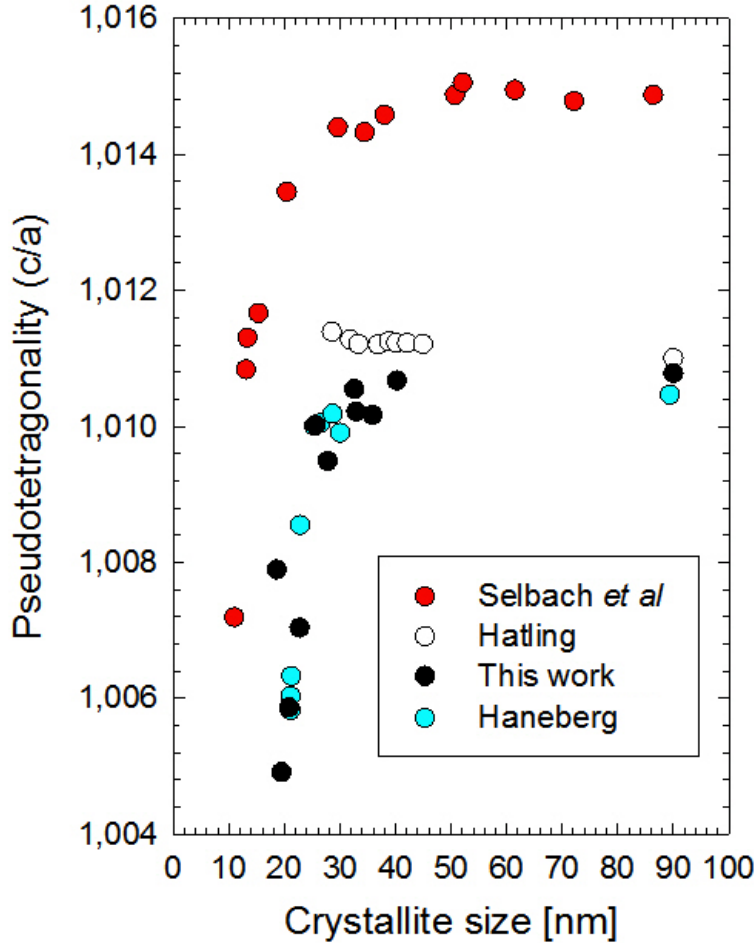 1,016
1,014
1,012
1,010
1,008
1,006
1,004
Pseudotetragonality (c/a)
Selbach et al
Hatling
This work
Haneberg
0 10 20 30 40 50 60 70 80 90 100
Crystallite size [nm]